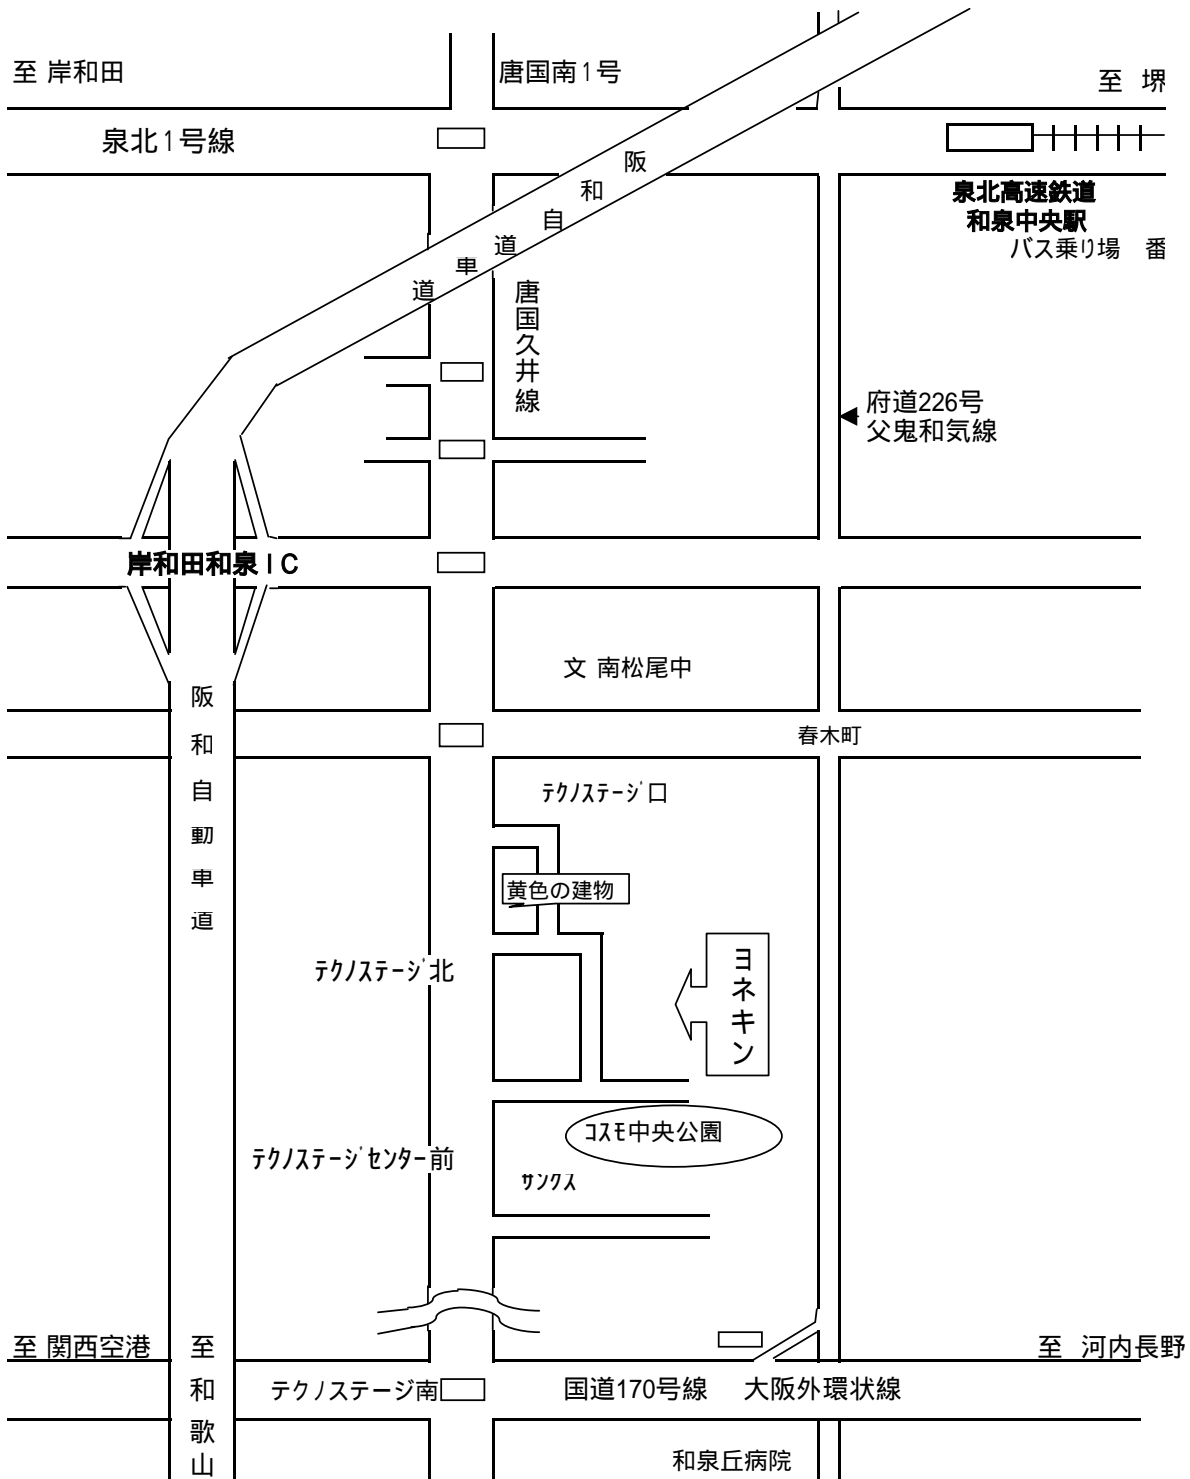 至 岸和田
唐国南1号
至 堺
泉北1号線
阪和自動車道
泉北高速鉄道
和泉中央駅
バス乗り場 番
唐国久井線
府道226号
父鬼和気線
岸和田和泉IC
文 南松尾中
阪和自動車道
春木町
ﾃｸﾉｽﾃｰｼﾞ口
黄色の建物
ヨネキン
ﾃｸﾉｽﾃｰｼﾞ北
ｺｽﾓ中央公園
ﾃｸﾉｽﾃｰｼﾞｾﾝﾀｰ前
ｻﾝｸｽ
至 関西空港
至和歌山
至 河内長野
テクノステージ南
国道170号線 大阪外環状線
和泉丘病院